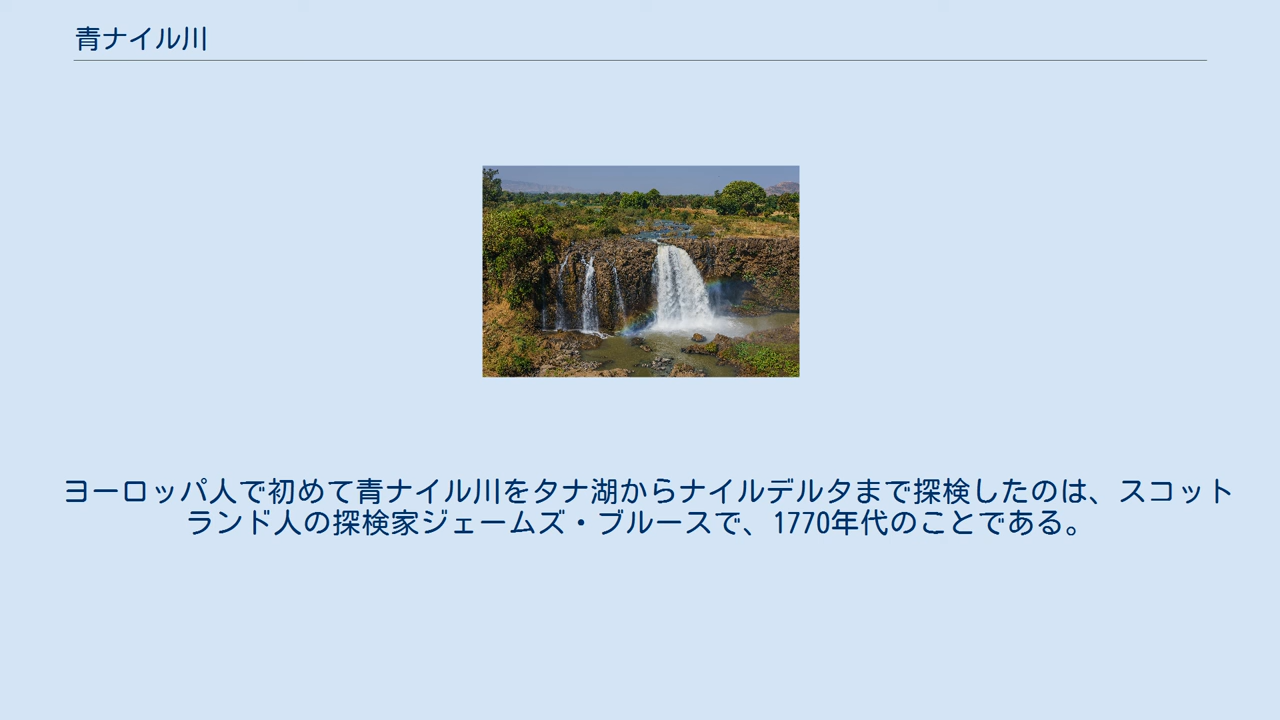 青ナイル川
ヨーロッパ人で初めて青ナイル川をタナ湖からナイルデルタまで探検したのは、スコット
ランド人の探検家ジェームズ・ブルースで、1770年代のことである。